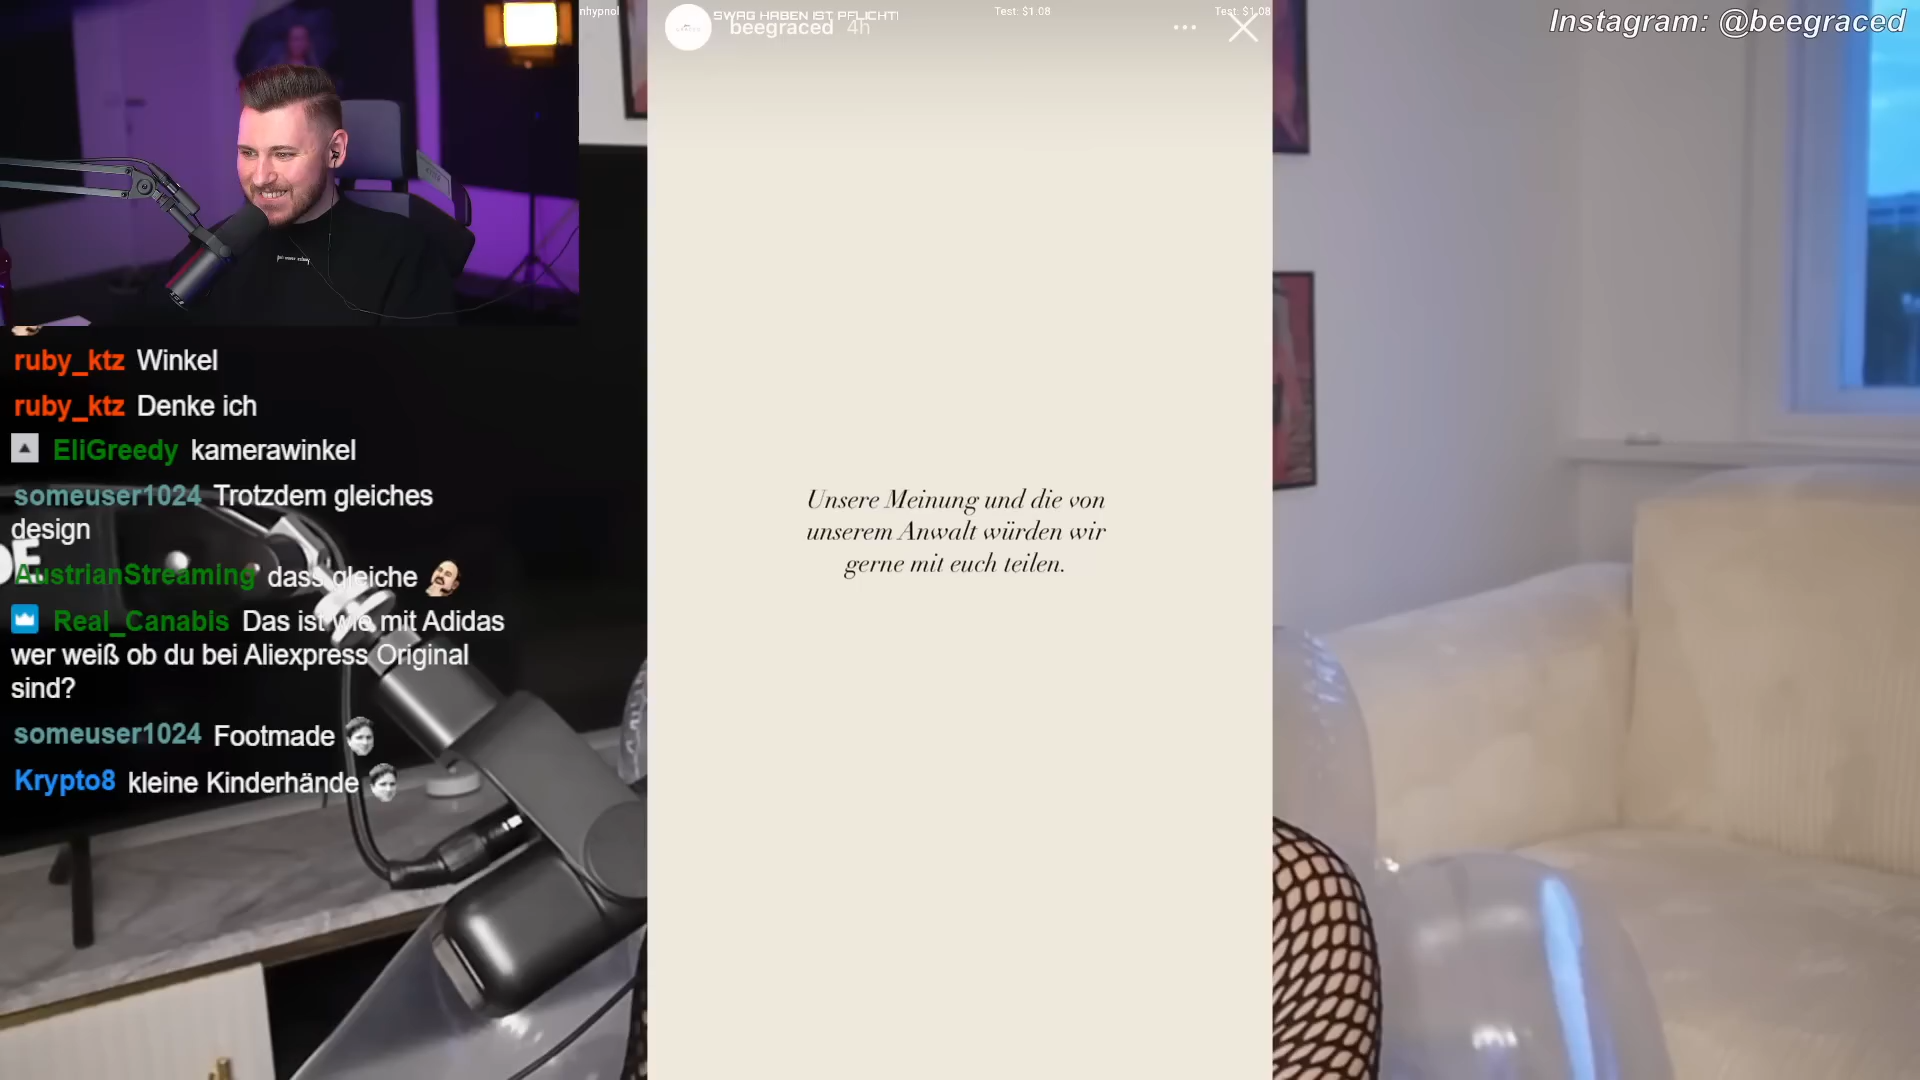 nhypnol
SWAG HABEN IST PFLICHT!
Test: $1.08
Test: $1.08
beegraced 4h
Instagram: @beegraced
ruby_ktz Winkel
ruby_ktz Denke ich
EliGreedy kamerawinkel
someuser1024 Trotzdem gleiches
design
AustrianStreaming dass gleiche
Real_Canabis Das ist wie mit Adidas
wer weiß ob du bei Aliexpress Original
sind?
someuser1024 Footmade
Krypto8 kleine Kinderhände
Unsere Meinung und die von
unserem Anwalt würden wir
gerne mit euch teilen.